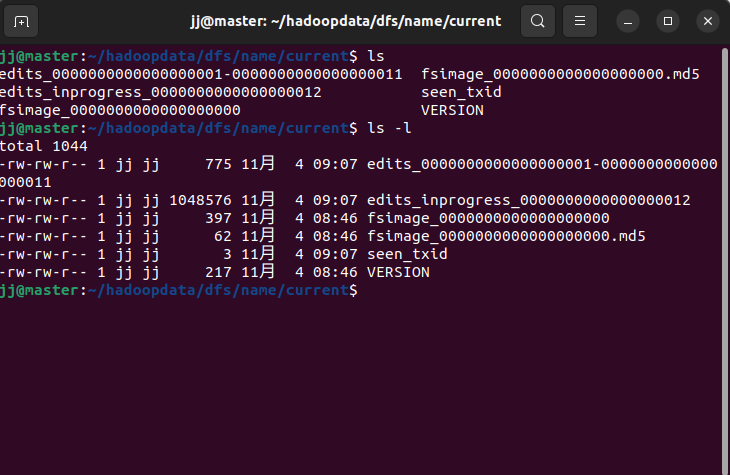 jj@master: ~/hadoopdata/dfs/name/current
jj@master:~/hadoopdata/dfs/name/current$ ls
edits_0000000000000000001-0000000000000000011  fsimage_0000000000000000000.md5
edits_inprogress_0000000000000000012           seen_txid
fsimage_0000000000000000000                    VERSION
jj@master:~/hadoopdata/dfs/name/current$ ls -l
total 1044
-rw-rw-r-- 1 jj jj     775 11月  4 09:07 edits_0000000000000000001-0000000000000
000011
-rw-rw-r-- 1 jj jj 1048576 11月  4 09:07 edits_inprogress_0000000000000000012
-rw-rw-r-- 1 jj jj     397 11月  4 08:46 fsimage_0000000000000000000
-rw-rw-r-- 1 jj jj      62 11月  4 08:46 fsimage_0000000000000000000.md5
-rw-rw-r-- 1 jj jj       3 11月  4 09:07 seen_txid
-rw-rw-r-- 1 jj jj     217 11月  4 08:46 VERSION
jj@master:~/hadoopdata/dfs/name/current$